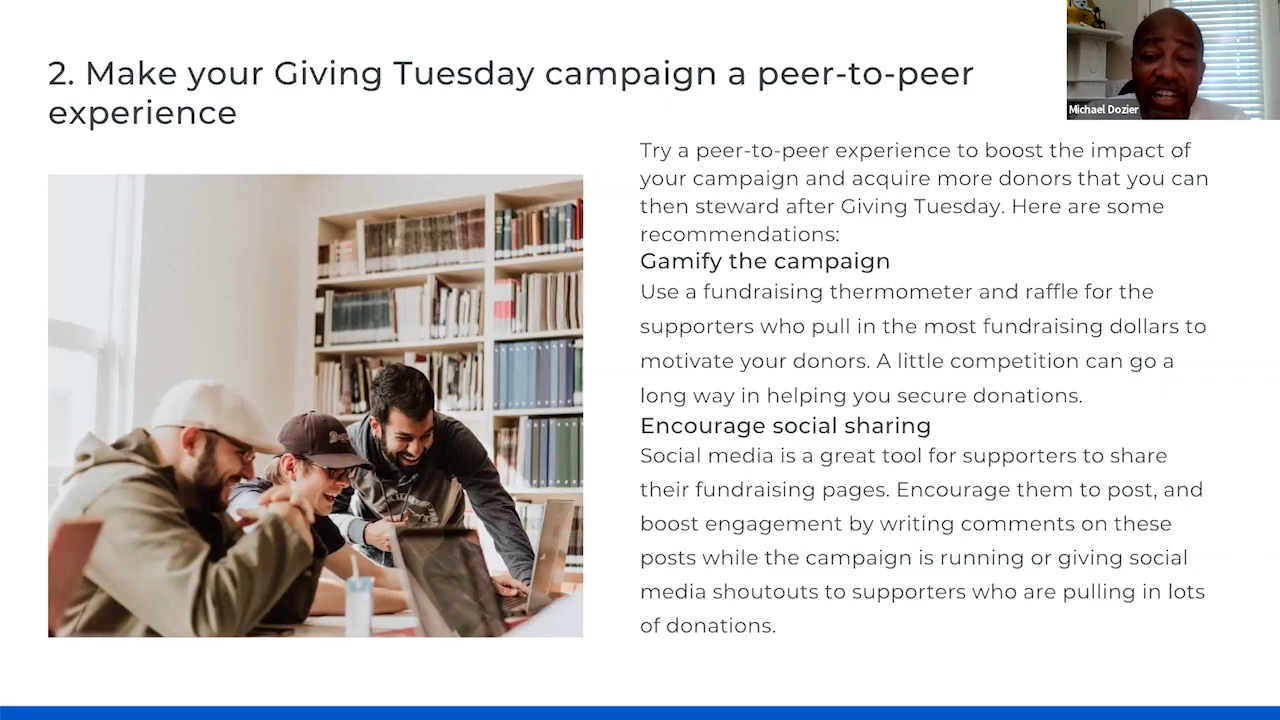 2. Make your Giving Tuesday campaign a peer-to-peer
experience
Michael Dozier
Try a peer-to-peer experience to boost the impact of
your campaign and acquire more donors that you can
then steward after Giving Tuesday. Here are some
recommendations:
Gamify the campaign
Use a fundraising thermometer and raffle for the
supporters who pull in the most fundraising dollars to
motivate your donors. A little competition can go a
long way in helping you secure donations.
Encourage social sharing
Social media is a great tool for supporters to share
their fundraising pages. Encourage them to post, and
boost engagement by writing comments on these
posts while the campaign is running or giving social
media shoutouts to supporters who are pulling in lots
of donations.